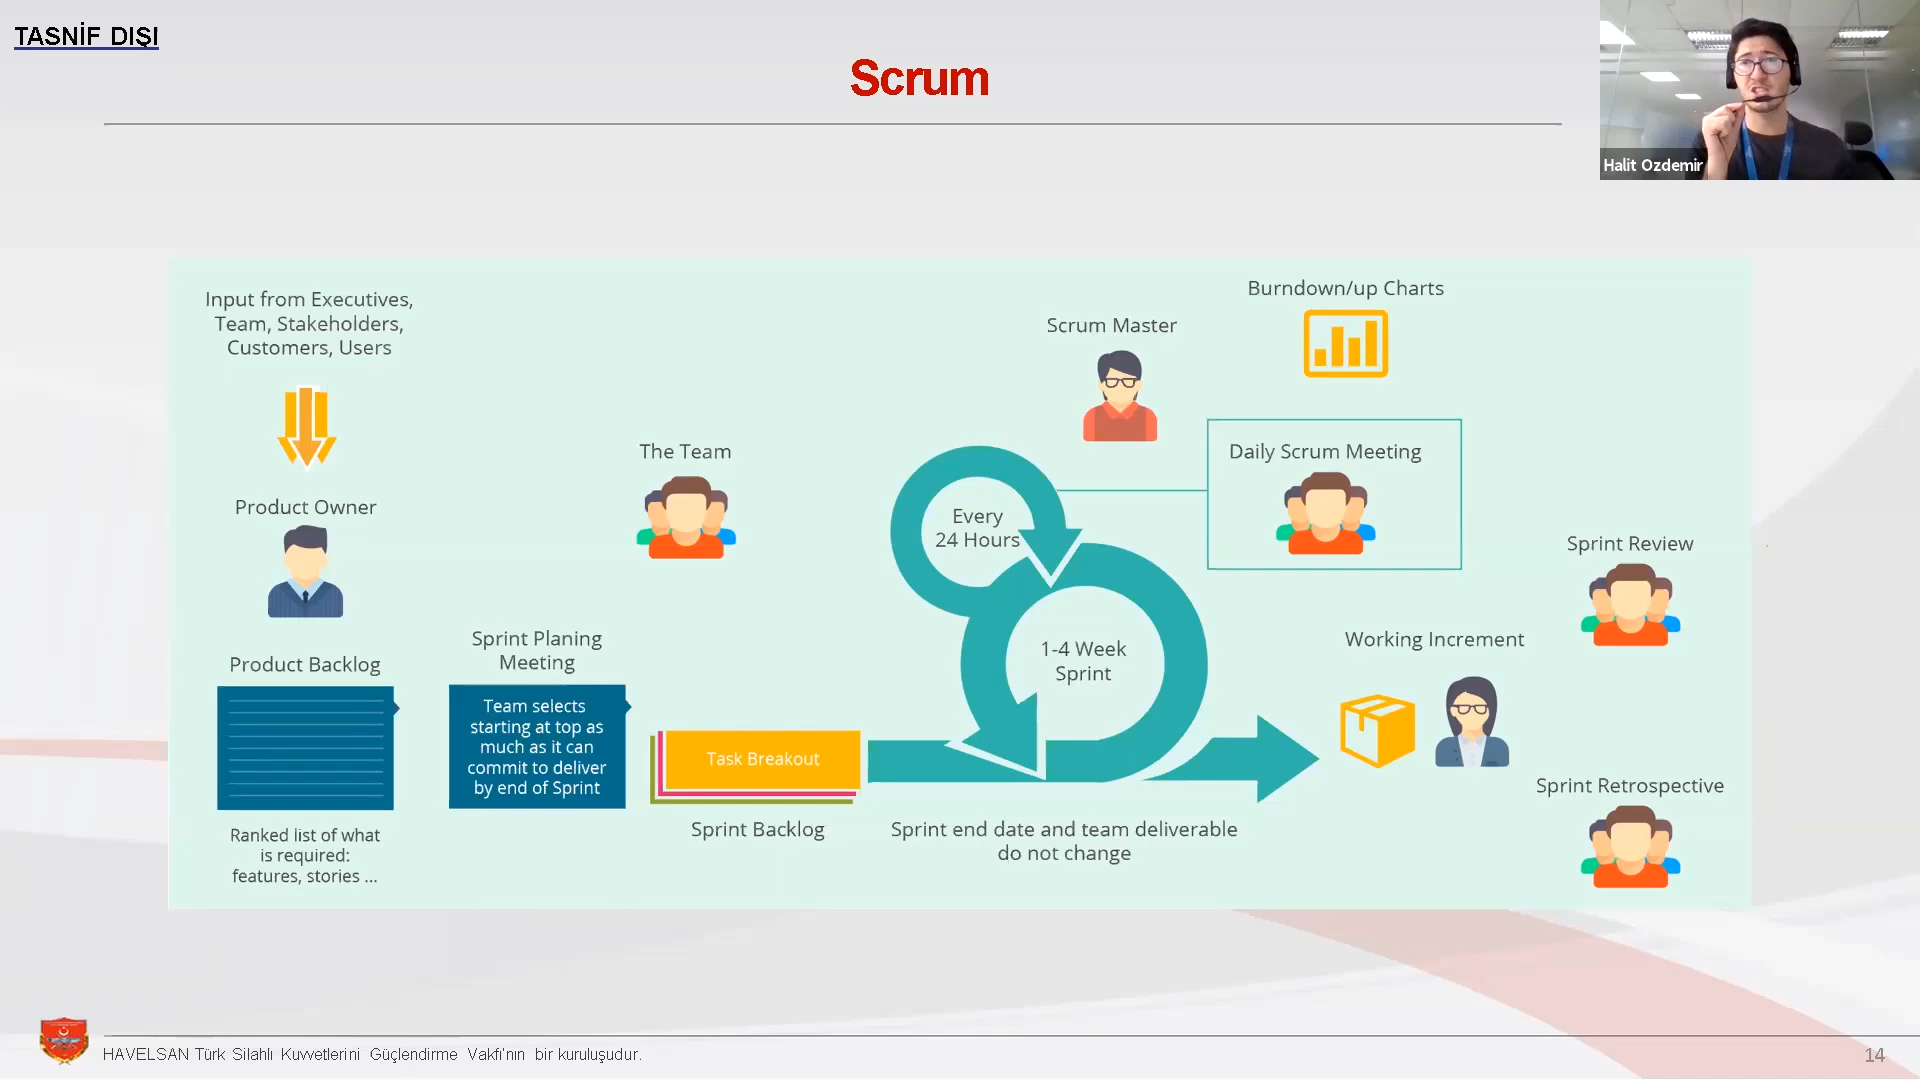 TASNİF DIŞI
Scrum
Halit Ozdemir
Input from Executives,
Team, Stakeholders,
Customers, Users
Product Owner
Product Backlog
Ranked list of what
is required:
features, stories ...
Sprint Planing
Meeting
Team selects
starting at top as
much as it can
commit to deliver
by end of Sprint
The Team
Task Breakout
Sprint Backlog
Every
24 Hours
1-4 Week
Sprint
Sprint end date and team deliverable
do not change
Scrum Master
Burndown/up Charts
Daily Scrum Meeting
Working Increment
Sprint Review
Sprint Retrospective
HAVELSAN Türk Silahlı Kuvvetlerini Güçlendirme Vakfı'nın bir kuruluşudur.
14